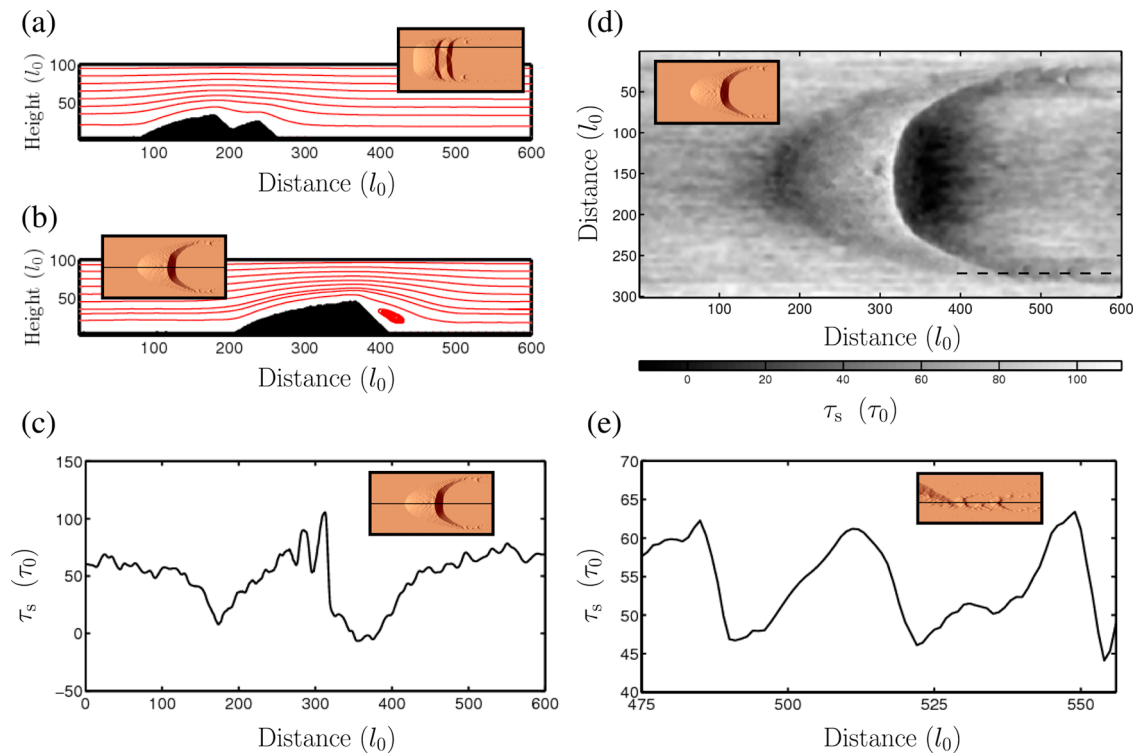 (a)
Height (l₀)
100
50
100 200 300 400 500 600
Distance (l₀)
(b)
Height (l₀)
100
50
100 200 300 400 500 600
Distance (l₀)
(c)
τₛ (τ₀)
150
100
50
0
−50
0 100 200 300 400 500 600
Distance (l₀)
(d)
Distance (l₀)
50
100
150
200
250
300
100 200 300 400 500 600
Distance (l₀)
0 20 40 60 80 100
τₛ (τ₀)
(e)
τₛ (τ₀)
70
65
60
55
50
45
40
475 500 525 550
Distance (l₀)